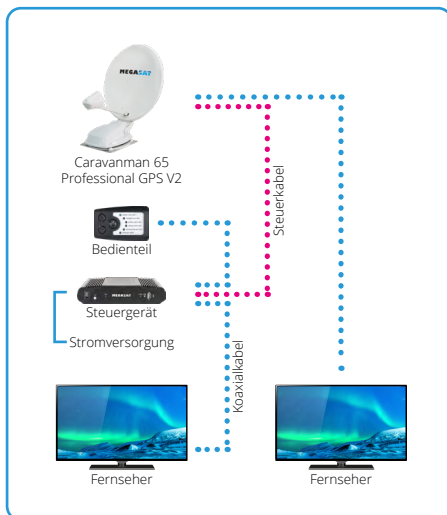 MEGASAT
Caravanman 65
Professional GPS V2
Steuerkabel
Bedienteil
MEGASAT
Steuergerät
Stromversorgung
Koaxialkabel
Fernseher
Fernseher